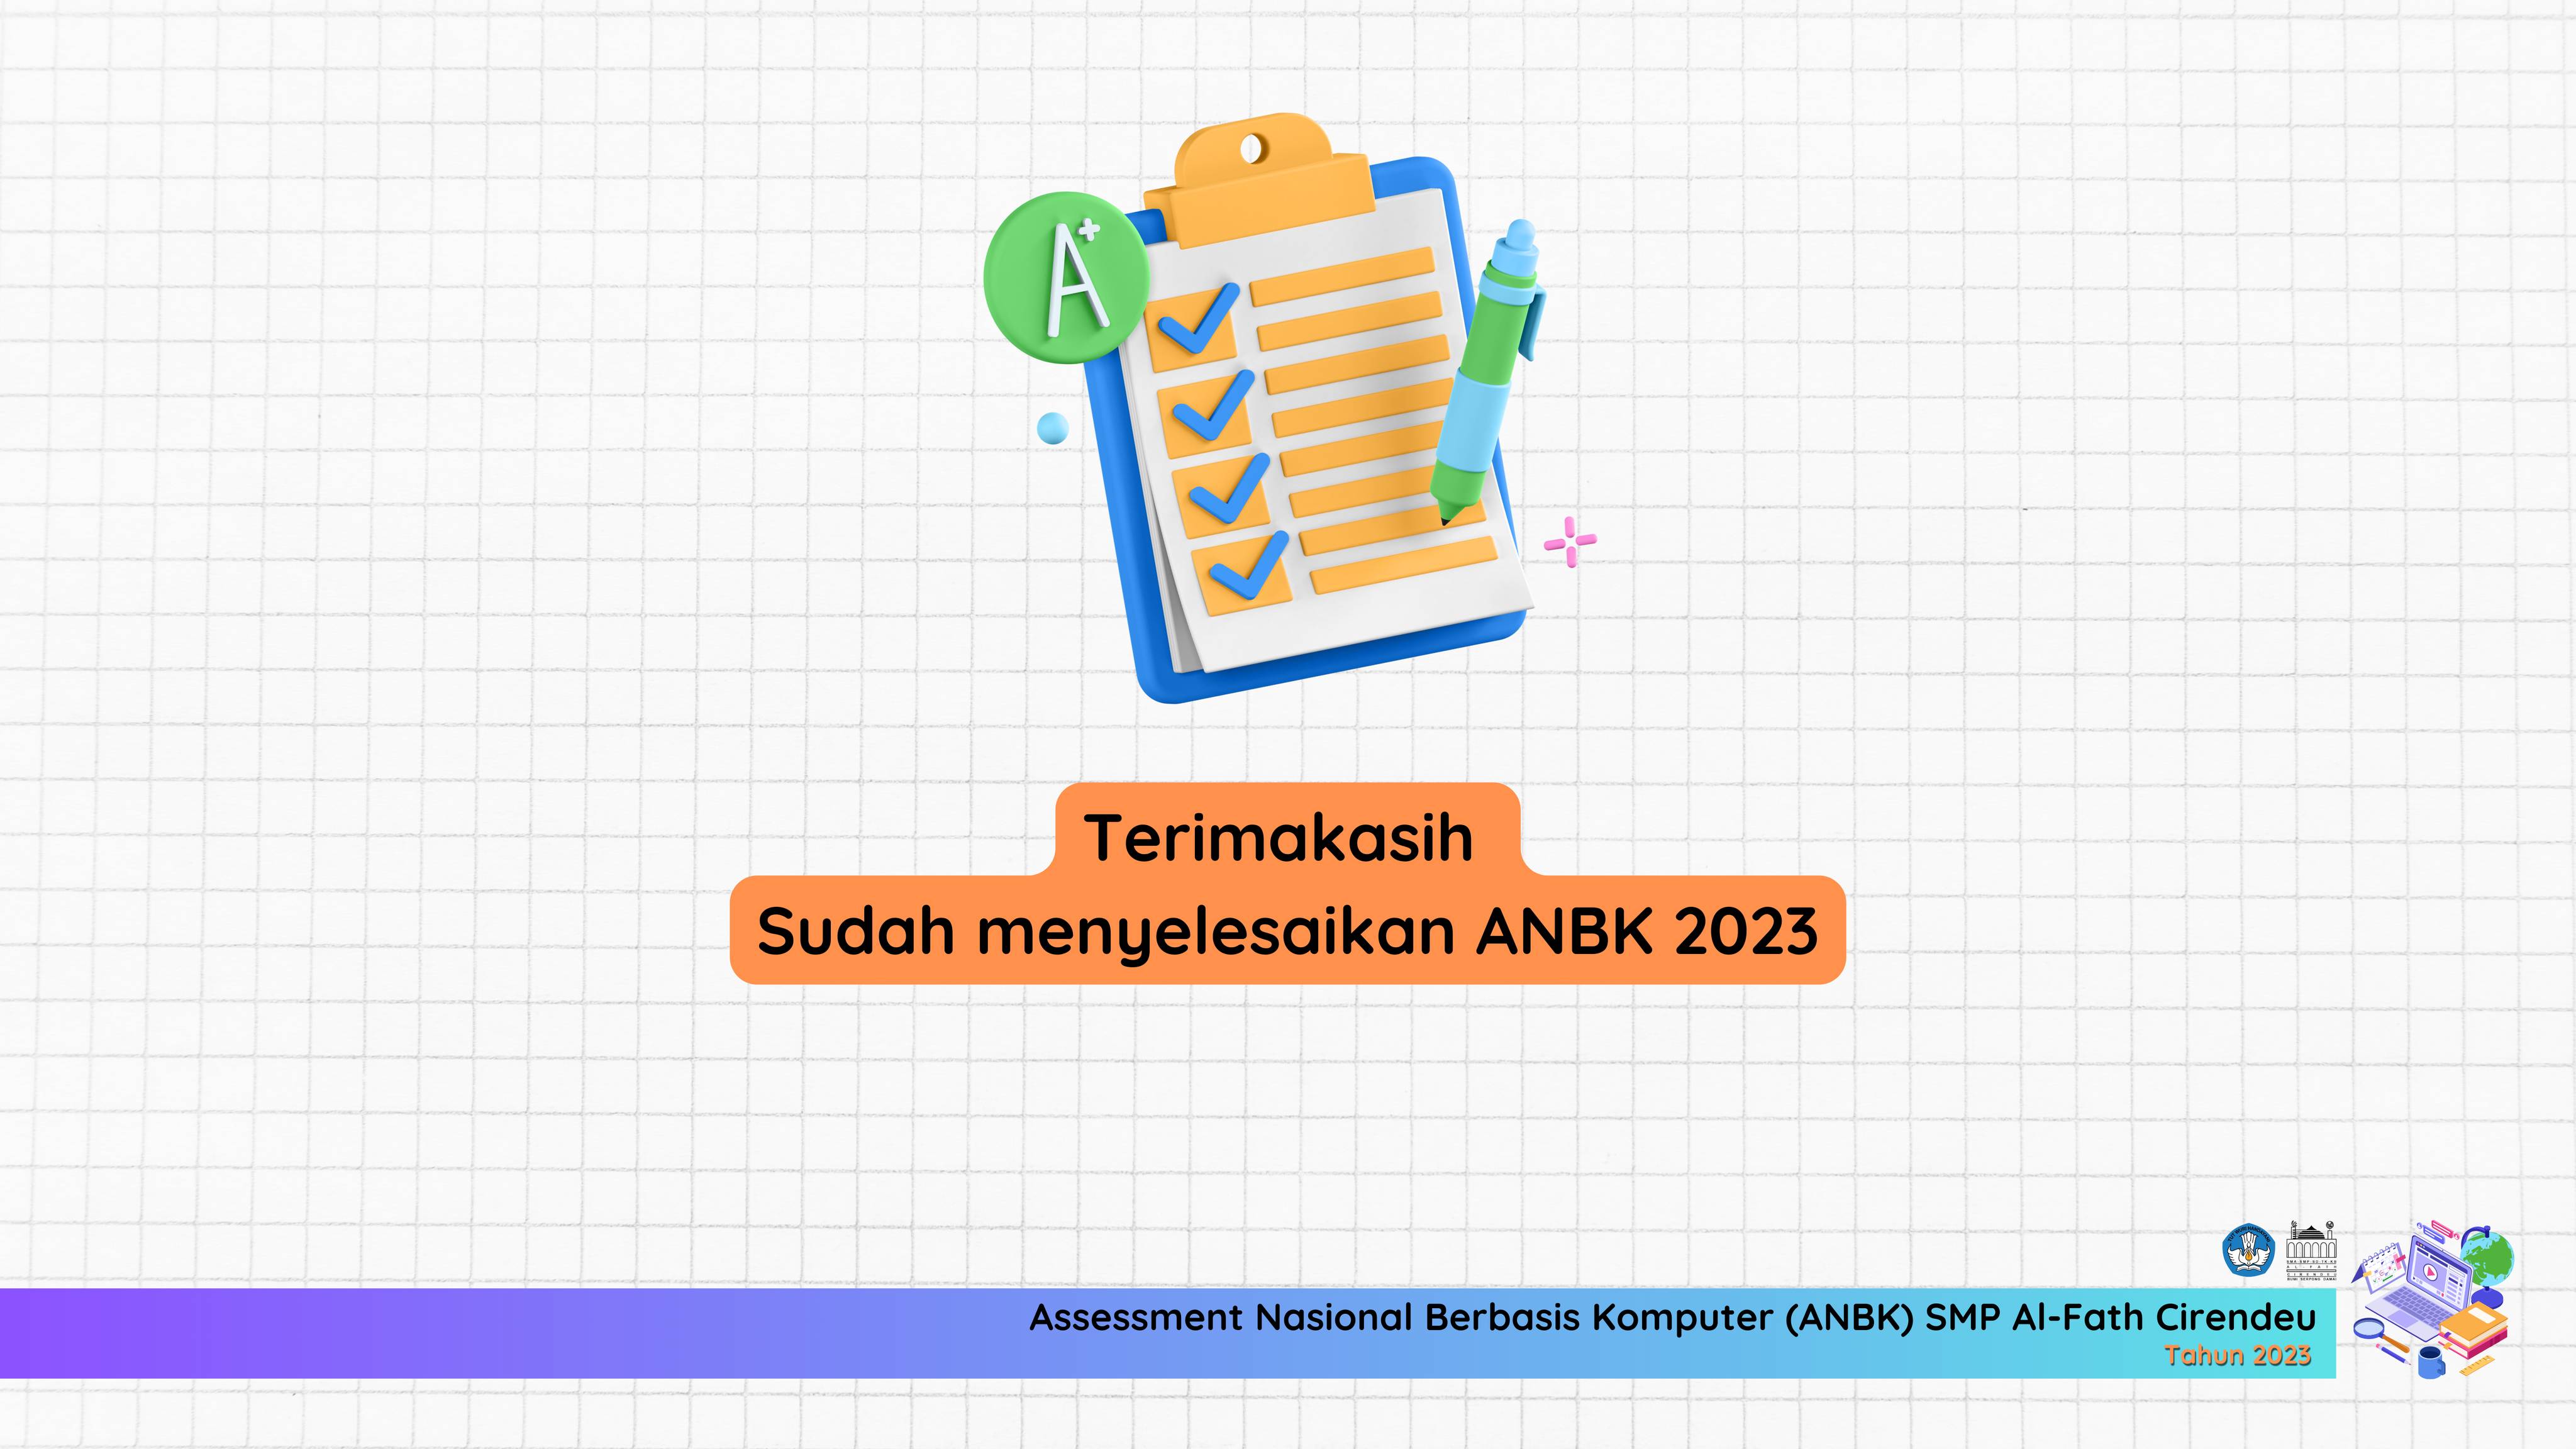 A+
Terimakasih
Sudah menyelesaikan ANBK 2023
Assessment Nasional Berbasis Komputer (ANBK) SMP Al-Fath Cirendeu
Tahun 2023